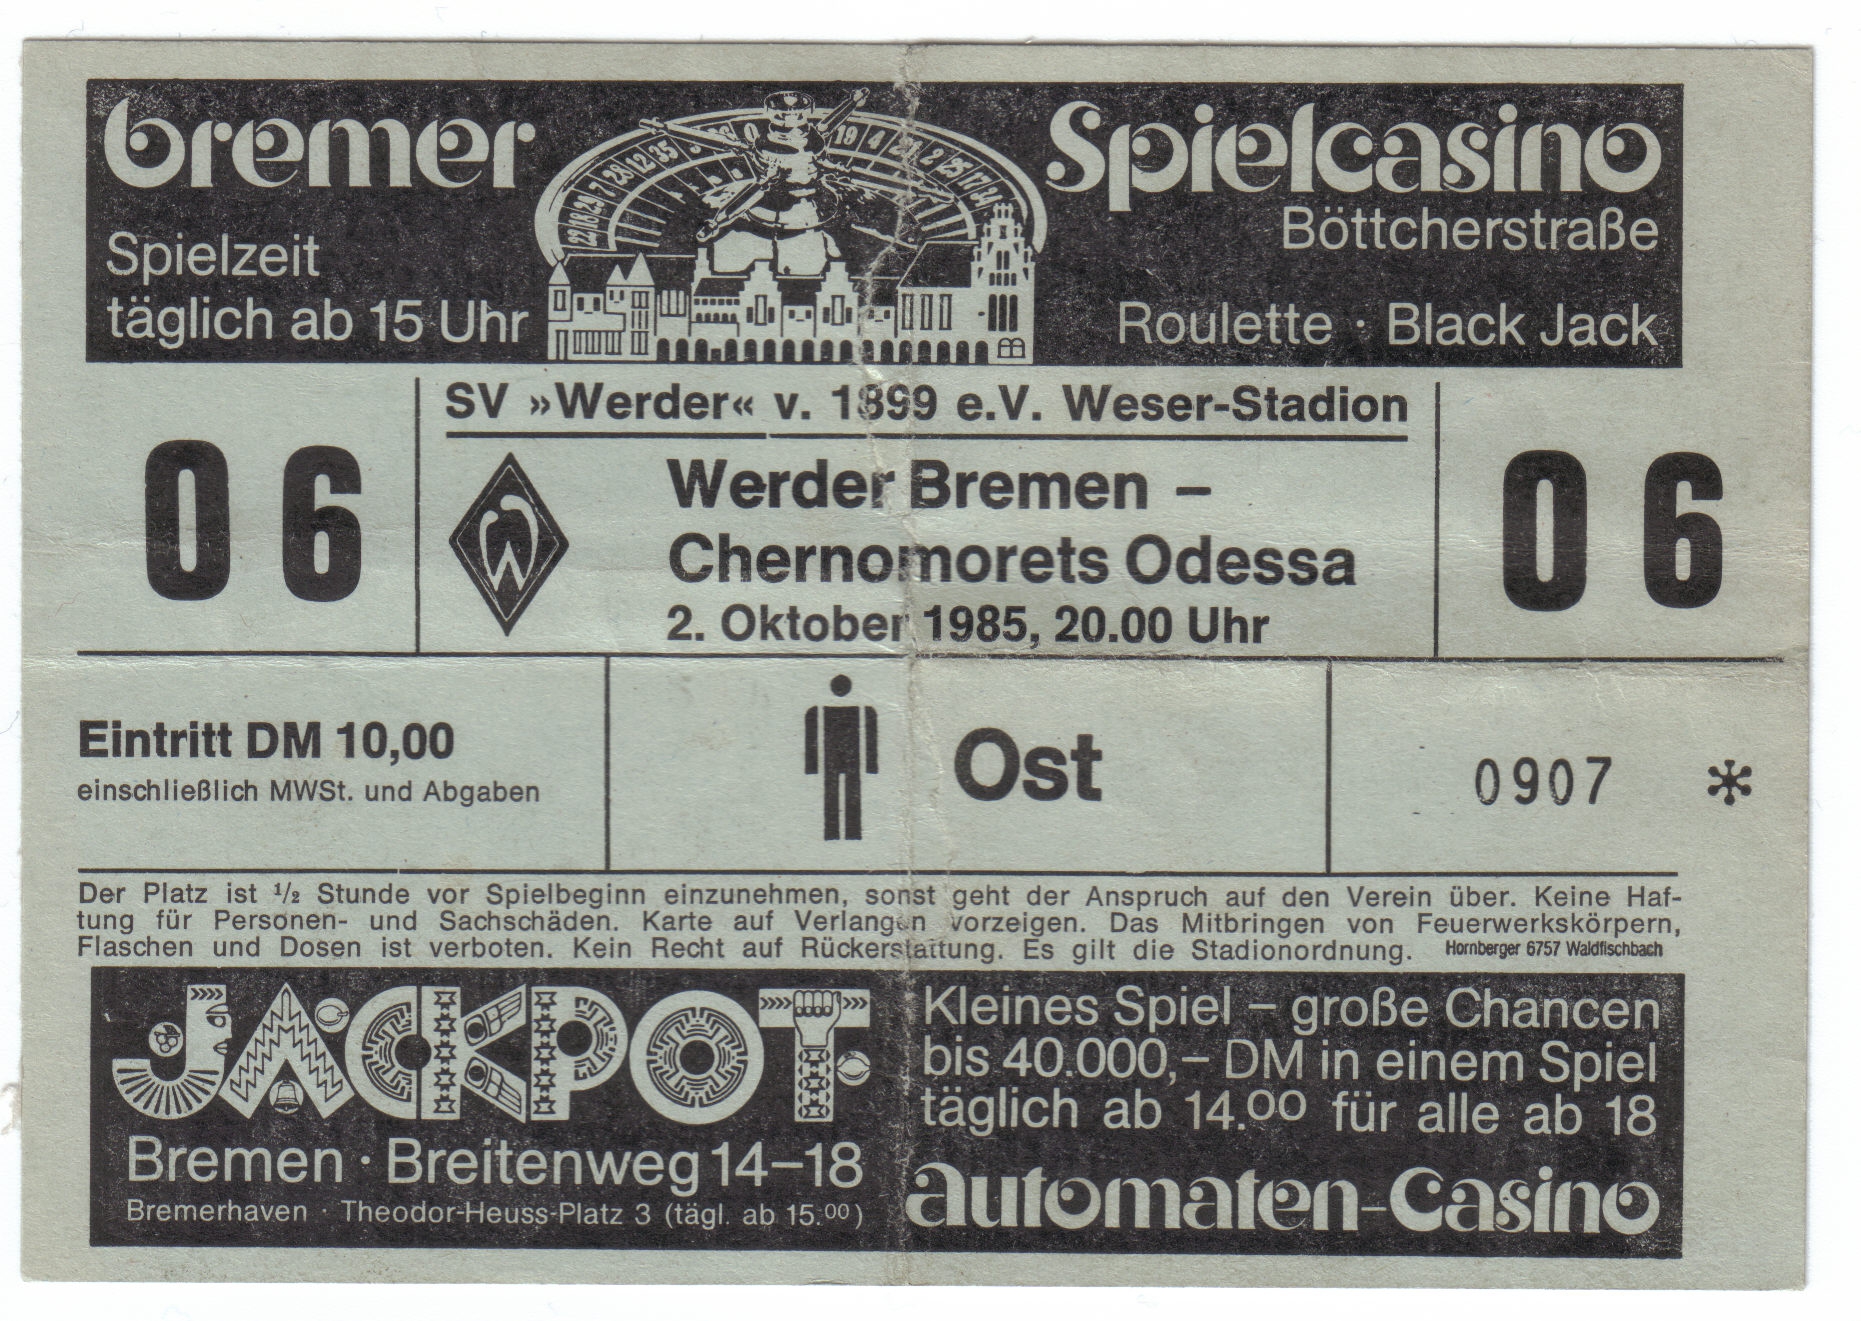 bremer Spielcasino
Böttcherstraße
Spielzeit
täglich ab 15 Uhr
Roulette · Black Jack
SV »Werder« v. 1899 e.V. Weser-Stadion
06
Werder Bremen –
Chernomorets Odessa
2. Oktober 1985, 20.00 Uhr
06
Eintritt DM 10,00
einschließlich MWSt. und Abgaben
Ost
0907 *
Der Platz ist ½ Stunde vor Spielbeginn einzunehmen, sonst geht der Anspruch auf den Verein über. Keine Haf-
tung für Personen- und Sachschäden. Karte auf Verlangen vorzeigen. Das Mitbringen von Feuerwerkskörpern,
Flaschen und Dosen ist verboten. Kein Recht auf Rückerstattung. Es gilt die Stadionordnung. Hornberger 6757 Waldfischbach
JACKPOT
Bremen · Breitenweg 14–18
Bremerhaven · Theodor-Heuss-Platz 3 (tägl. ab 15.00)
Kleines Spiel – große Chancen
bis 40.000,– DM in einem Spiel
täglich ab 14.00 für alle ab 18
automaten-Casino